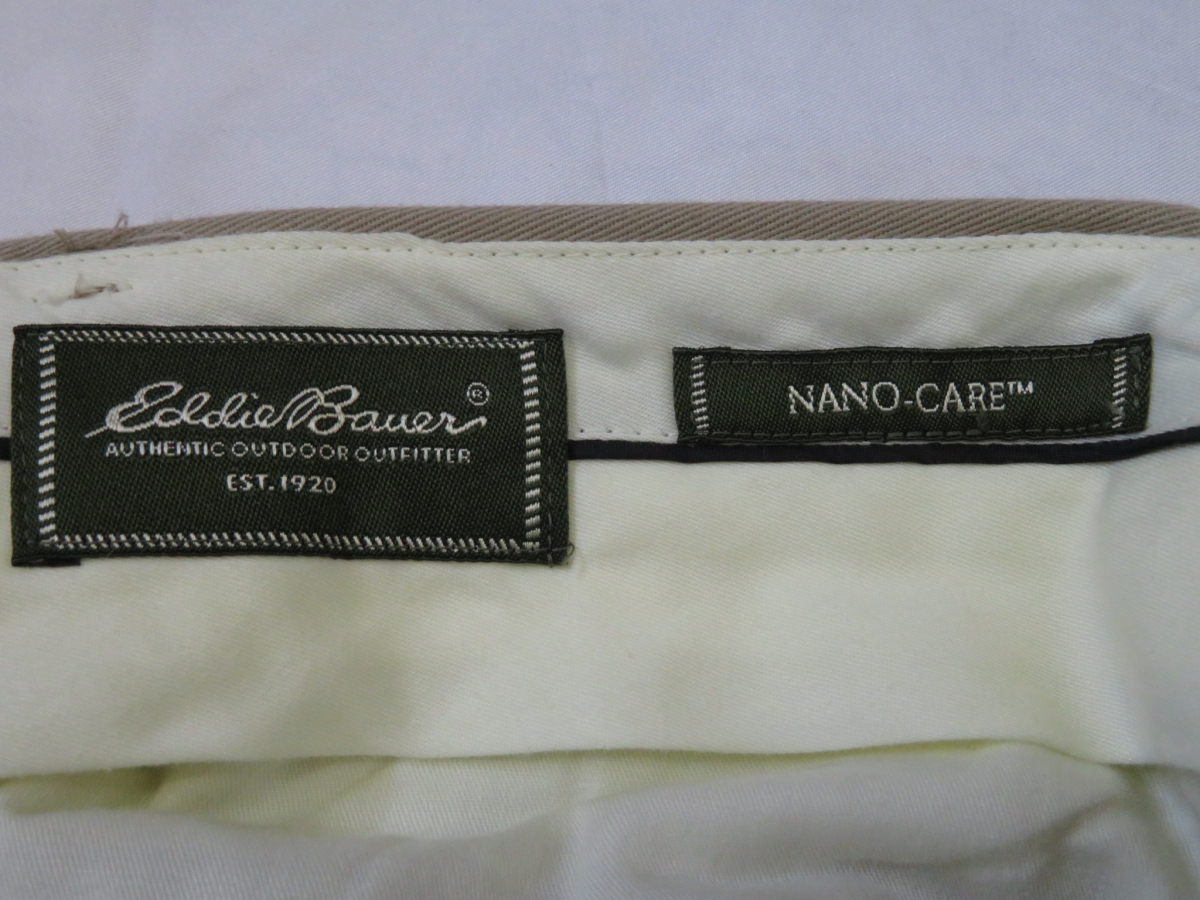 Eddie Bauer®
AUTHENTIC OUTDOOR OUTFITTER
EST. 1920
NANO-CARE™